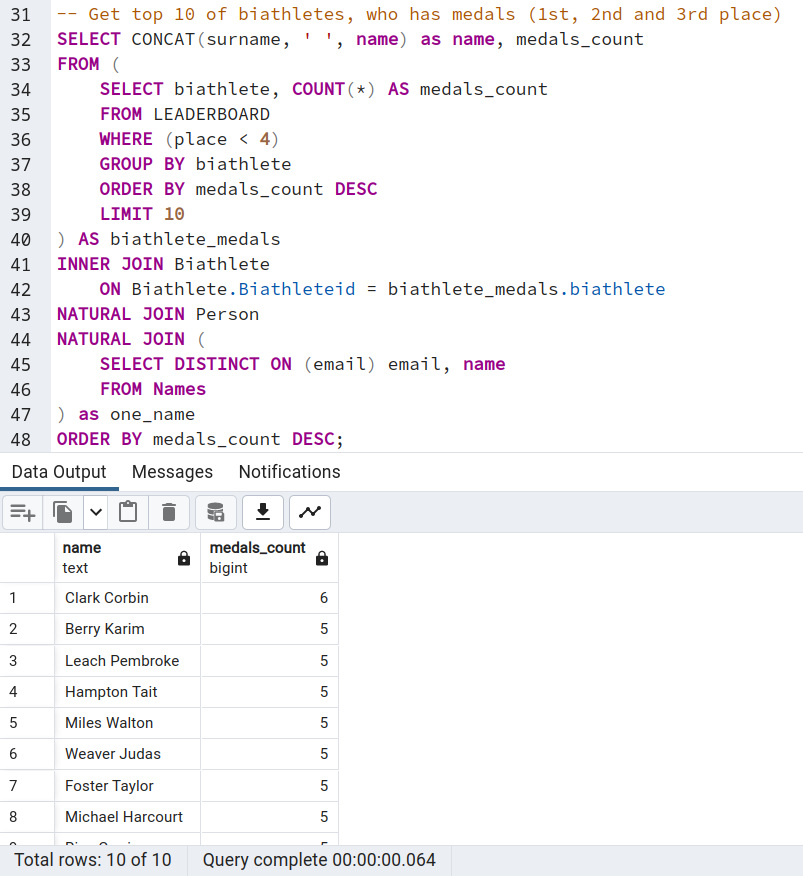 31 -- Get top 10 of biathletes, who has medals (1st, 2nd and 3rd place)
32 SELECT CONCAT(surname, ' ', name) as name, medals_count
33 FROM (
34     SELECT biathlete, COUNT(*) AS medals_count
35     FROM LEADERBOARD
36     WHERE (place < 4)
37     GROUP BY biathlete
38     ORDER BY medals_count DESC
39     LIMIT 10
40 ) AS biathlete_medals
41 INNER JOIN Biathlete
42     ON Biathlete.Biathleteid = biathlete_medals.biathlete
43 NATURAL JOIN Person
44 NATURAL JOIN (
45     SELECT DISTINCT ON (email) email, name
46     FROM Names
47 ) as one_name
48 ORDER BY medals_count DESC;
Data Output Messages Notifications
name medals_count
text bigint
1 Clark Corbin 6
2 Berry Karim 5
3 Leach Pembroke 5
4 Hampton Tait 5
5 Miles Walton 5
6 Weaver Judas 5
7 Foster Taylor 5
8 Michael Harcourt 5
Total rows: 10 of 10 Query complete 00:00:00.064